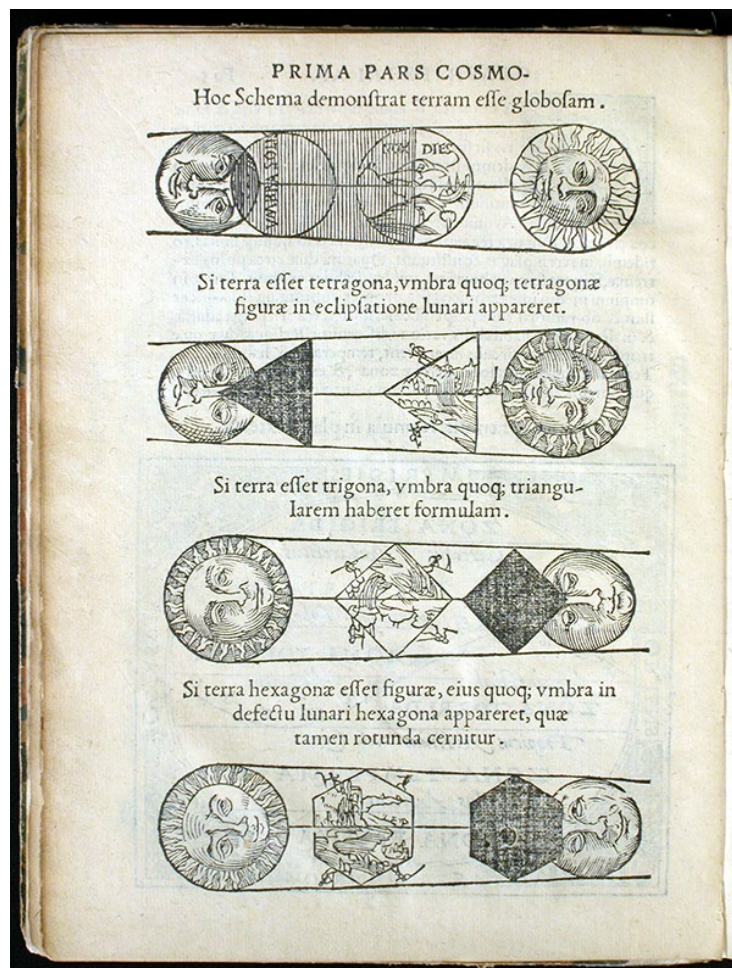 PRIMA PARS COSMO-
Hoc Schema demonſtrat terram eſſe globoſam.
VMBRA SOLIS
NOX DIES
Si terra eſſet tetragona, vmbra quoq; tetragonæ
figuræ in eclipſatione lunari appareret.
Si terra eſſet trigona, vmbra quoq; triangu-
larem haberet formulam.
Si terra hexagonæ eſſet figuræ, eius quoq; vmbra in
defectu lunari hexagona appareret, quæ
tamen rotunda cernitur.